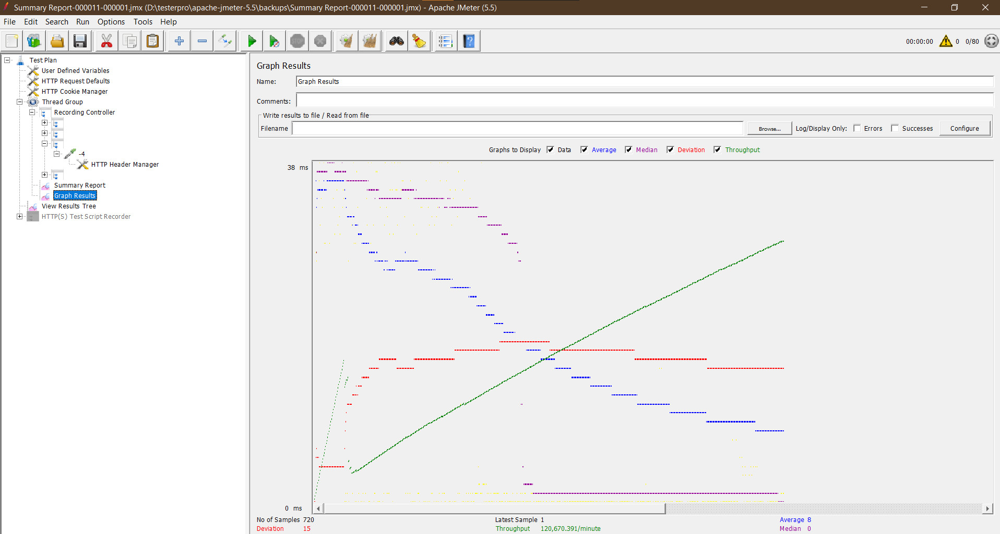 Summary Report-000011-000001.jmx (D:\testerpro\apache-jmeter-5.5\backups\Summary Report-000011-000001.jmx) - Apache JMeter (5.5)
File Edit Search Run Options Tools Help
STOP
00:00:00 0 0/80
Test Plan
User Defined Variables
HTTP Request Defaults
HTTP Cookie Manager
Thread Group
Recording Controller
-4
HTTP Header Manager
Summary Report
Graph Results
View Results Tree
HTTP(S) Test Script Recorder
Graph Results
Name: Graph Results
Comments:
Write results to file / Read from file
Filename Browse... Log/Display Only: Errors Successes Configure
Graphs to Display Data Average Median Deviation Throughput
38 ms
0 ms
No of Samples 720 Latest Sample 1 Average 8
Deviation 15 Throughput 120,670.391/minute Median 0